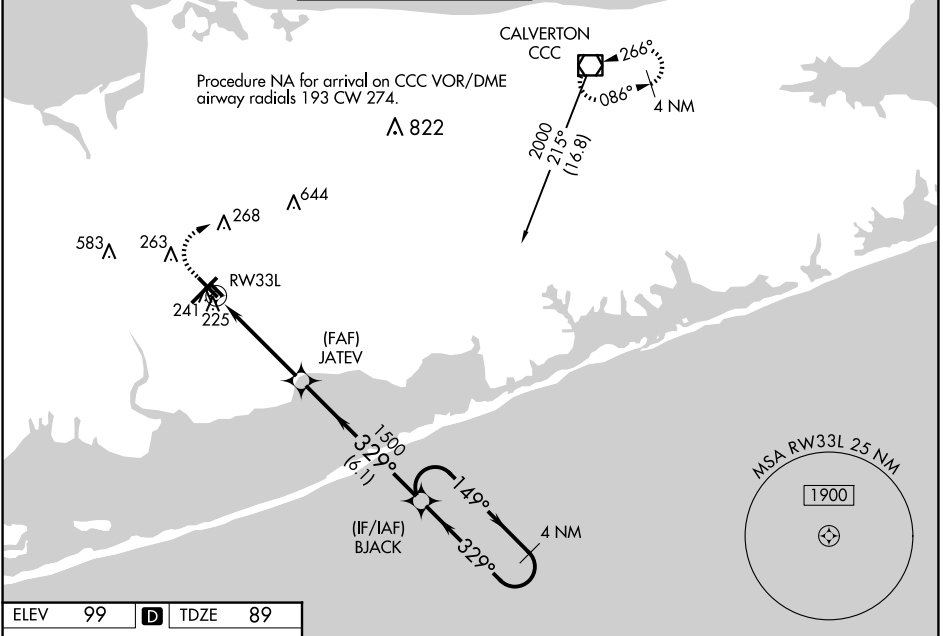 CALVERTON
CCC
266°
086°
4 NM
Procedure NA for arrival on CCC VOR/DME
airway radials 193 CW 274.
822
2000
215°
(16.8)
644
268
583
263
RW33L
241
225
(FAF)
JATEV
1500
329°
(6.1)
149°
(IF/IAF)
BJACK
329°
4 NM
MSA RW33L 25 NM
1900
ELEV 99 D TDZE 89